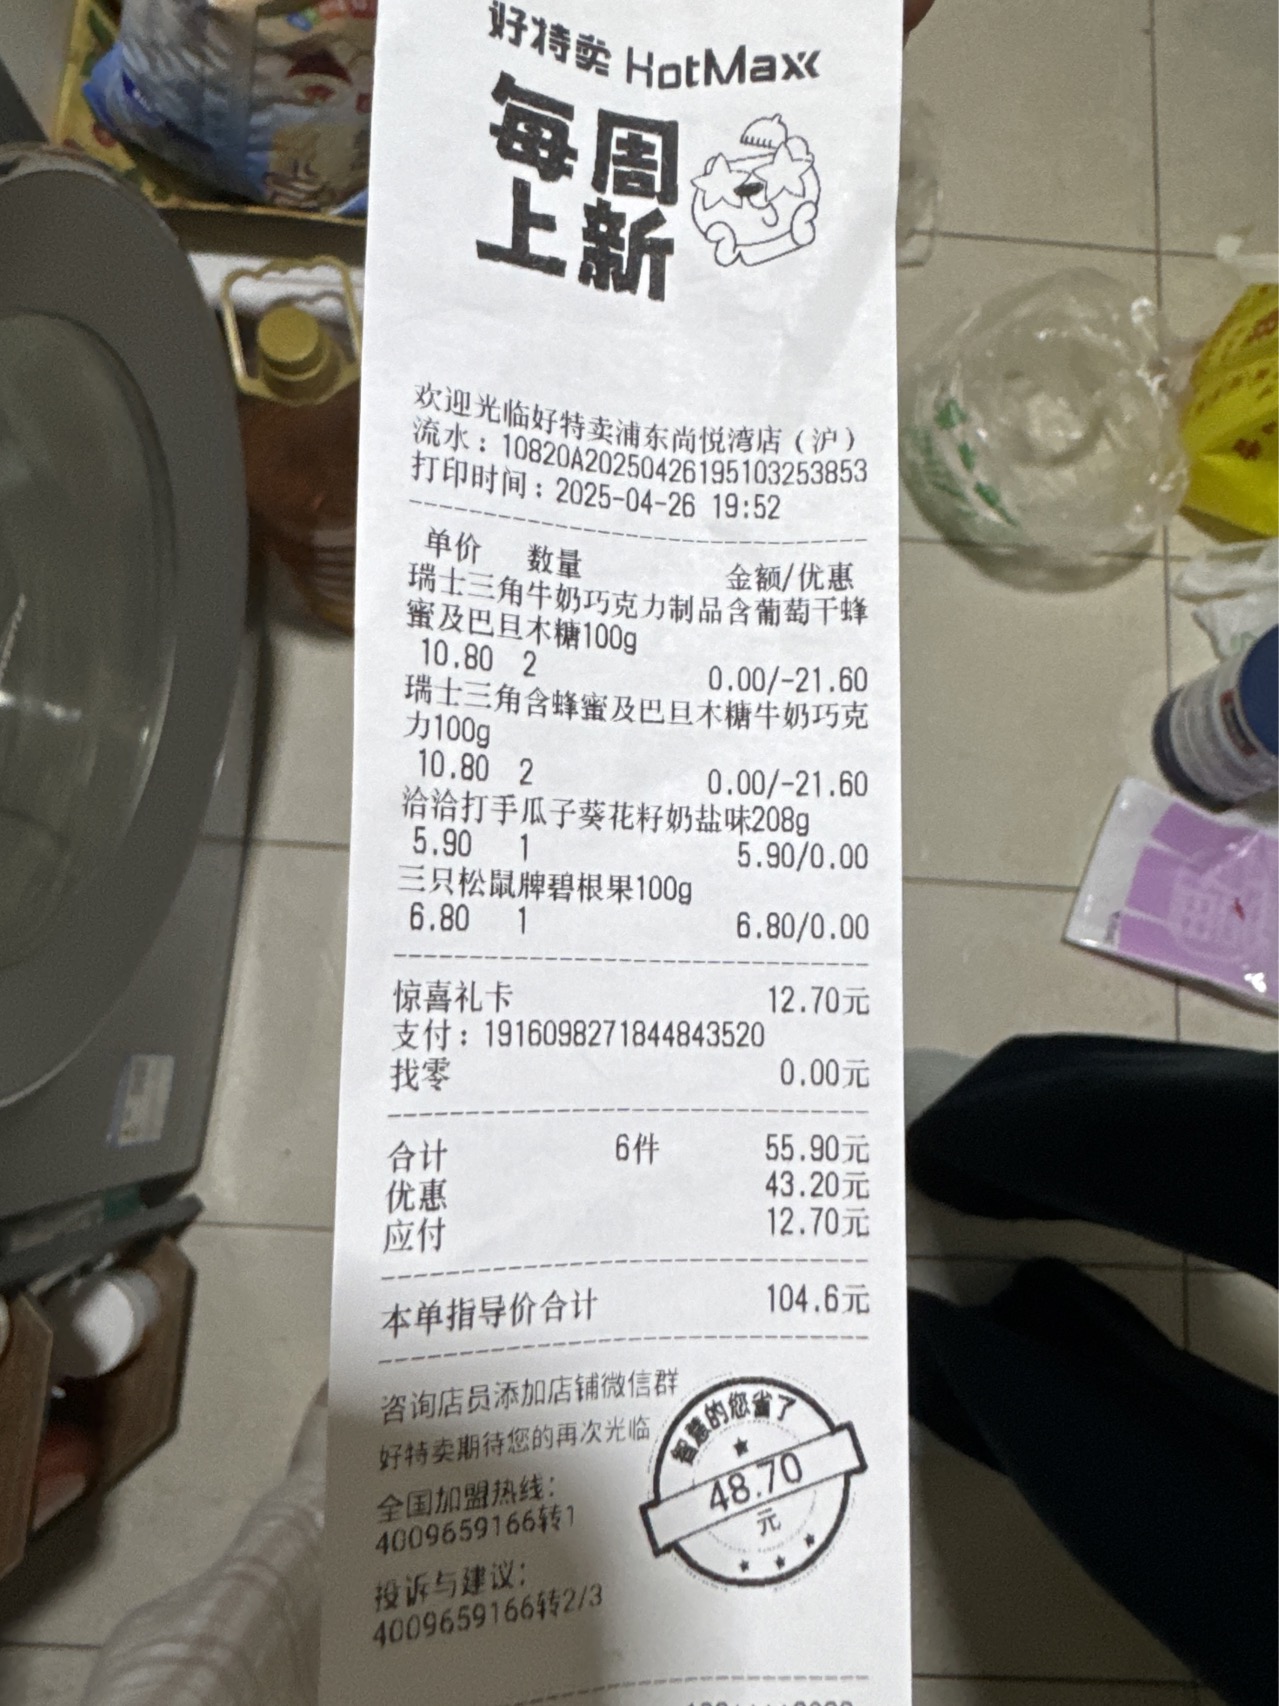 好特卖 HotMaxx
每周
上新
欢迎光临好特卖浦东尚悦湾店（沪）
流水：10820A20250426195103253853
打印时间：2025-04-26 19:52
单价 数量 金额/优惠
瑞士三角牛奶巧克力制品含葡萄干蜂
蜜及巴旦木糖100g
10.80 2 0.00/-21.60
瑞士三角含蜂蜜及巴旦木糖牛奶巧克
力100g
10.80 2 0.00/-21.60
洽洽打手瓜子葵花籽奶盐味208g
5.90 1 5.90/0.00
三只松鼠牌碧根果100g
6.80 1 6.80/0.00
惊喜礼卡 12.70元
支付：1916098271844843520
找零 0.00元
合计 6件 55.90元
优惠 43.20元
应付 12.70元
本单指导价合计 104.6元
咨询店员添加店铺微信群
好特卖期待您的再次光临
全国加盟热线：
4009659166转1
投诉与建议：
4009659166转2/3
智慧的您省了
48.70
元